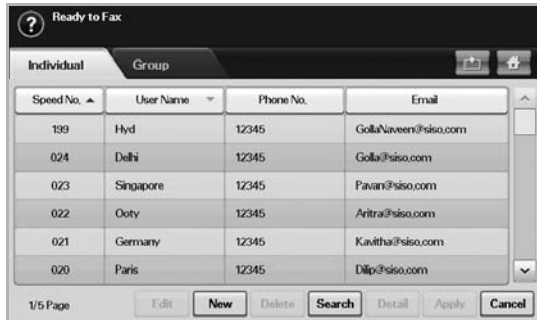 Ready to Fax
Individual Group
Speed No. User Name Phone No. Email
199 Hyd 12345 GollaNaveen@siso.com
024 Delhi 12345 Golla@siso.com
023 Singapore 12345 Pavan@siso.com
022 Ooty 12345 Aritra@siso.com
021 Germany 12345 Kavitha@siso.com
020 Paris 12345 Dilip@siso.com
1/5 Page Edit New Delete Search Detail Apply Cancel